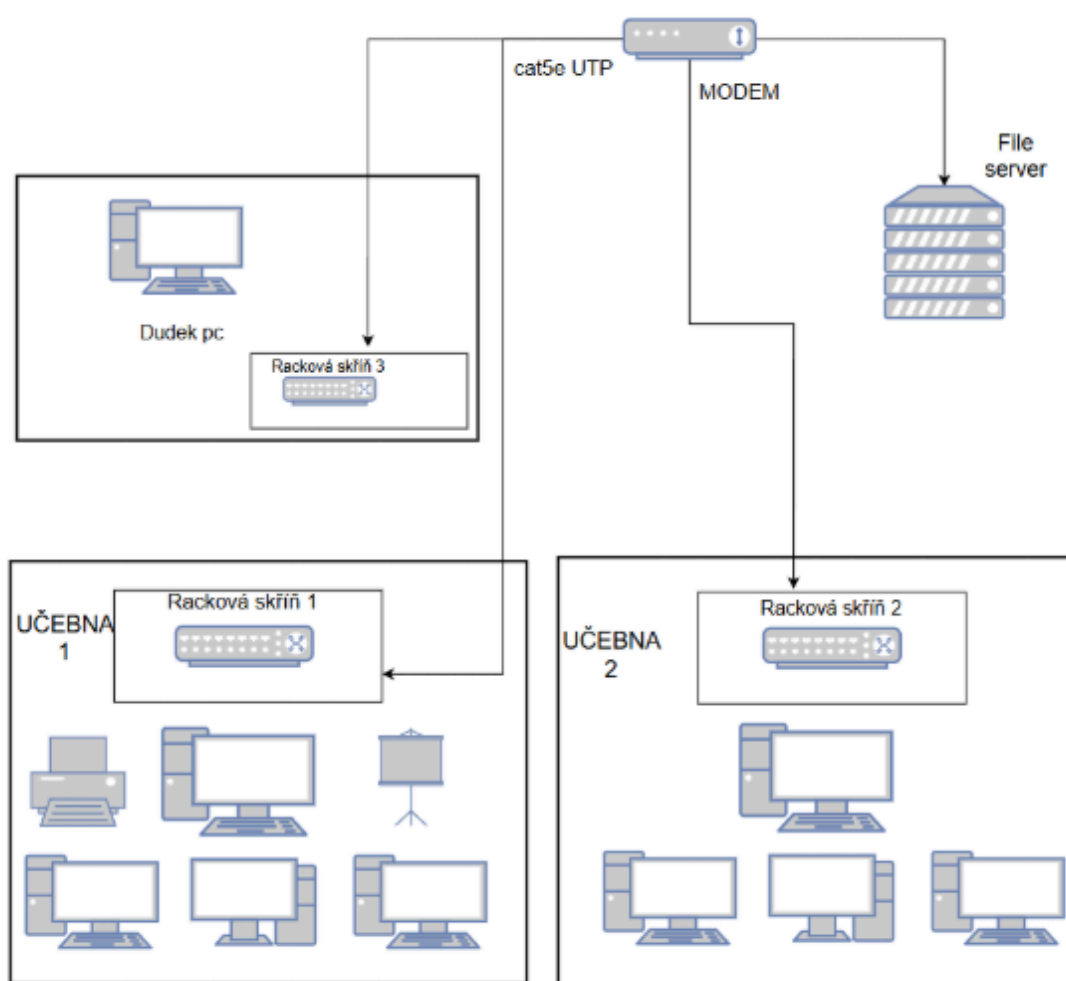 cat5e UTP
MODEM
File
server
Dudek pc
Racková skříň 3
UČEBNA
1
Racková skříň 1
UČEBNA
2
Racková skříň 2